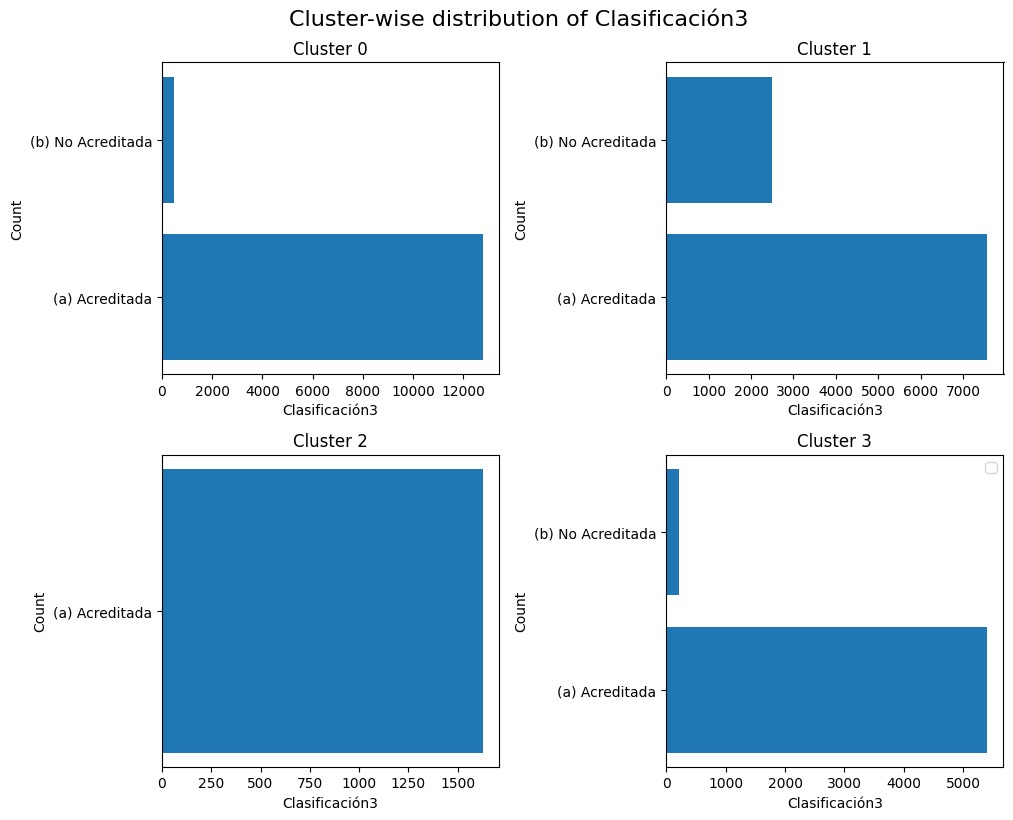 Cluster-wise distribution of Clasificación3
Cluster 0
(b) No Acreditada
(a) Acreditada
Count
0 2000 4000 6000 8000 10000 12000
Clasificación3
Cluster 1
(b) No Acreditada
(a) Acreditada
Count
0 1000 2000 3000 4000 5000 6000 7000
Clasificación3
Cluster 2
(a) Acreditada
Count
0 250 500 750 1000 1250 1500
Clasificación3
Cluster 3
(b) No Acreditada
(a) Acreditada
Count
0 1000 2000 3000 4000 5000
Clasificación3